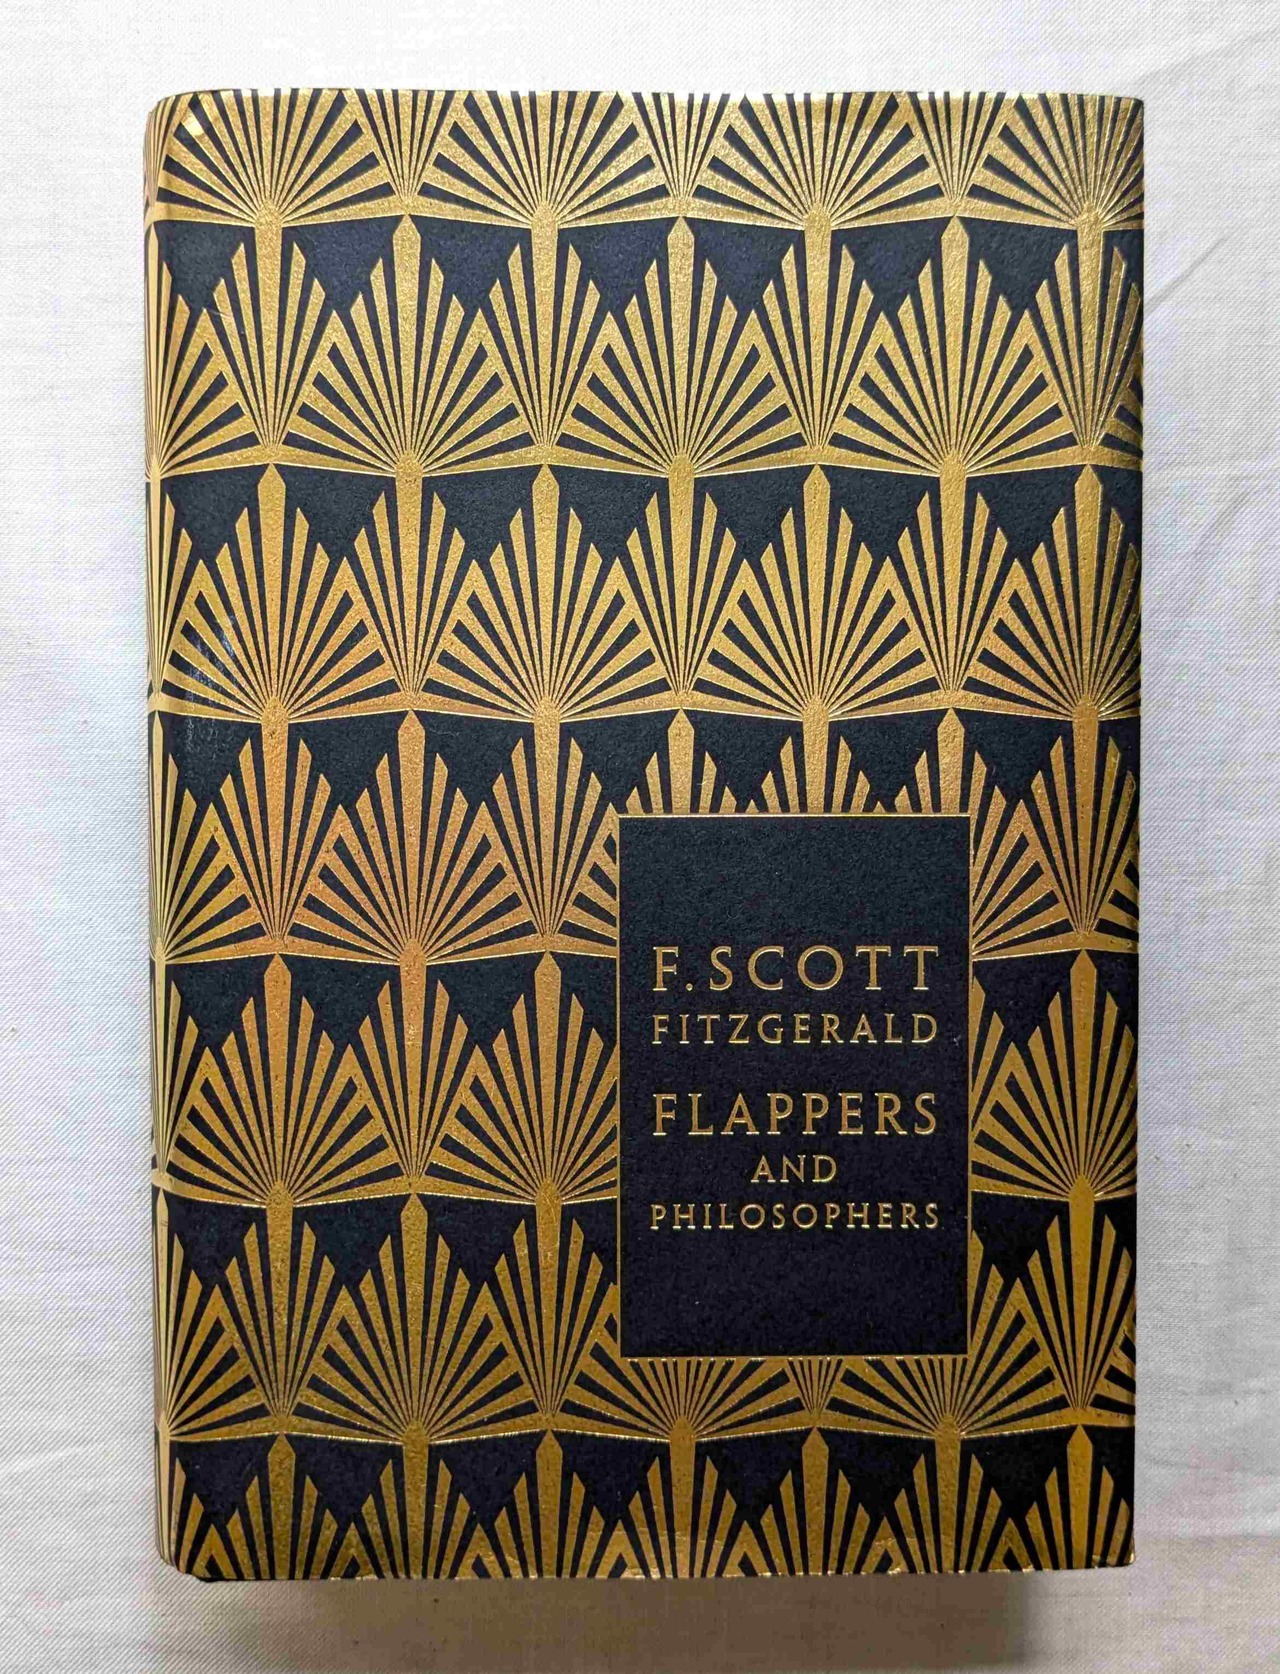 F. SCOTT
FITZGERALD
FLAPPERS
AND
PHILOSOPHERS